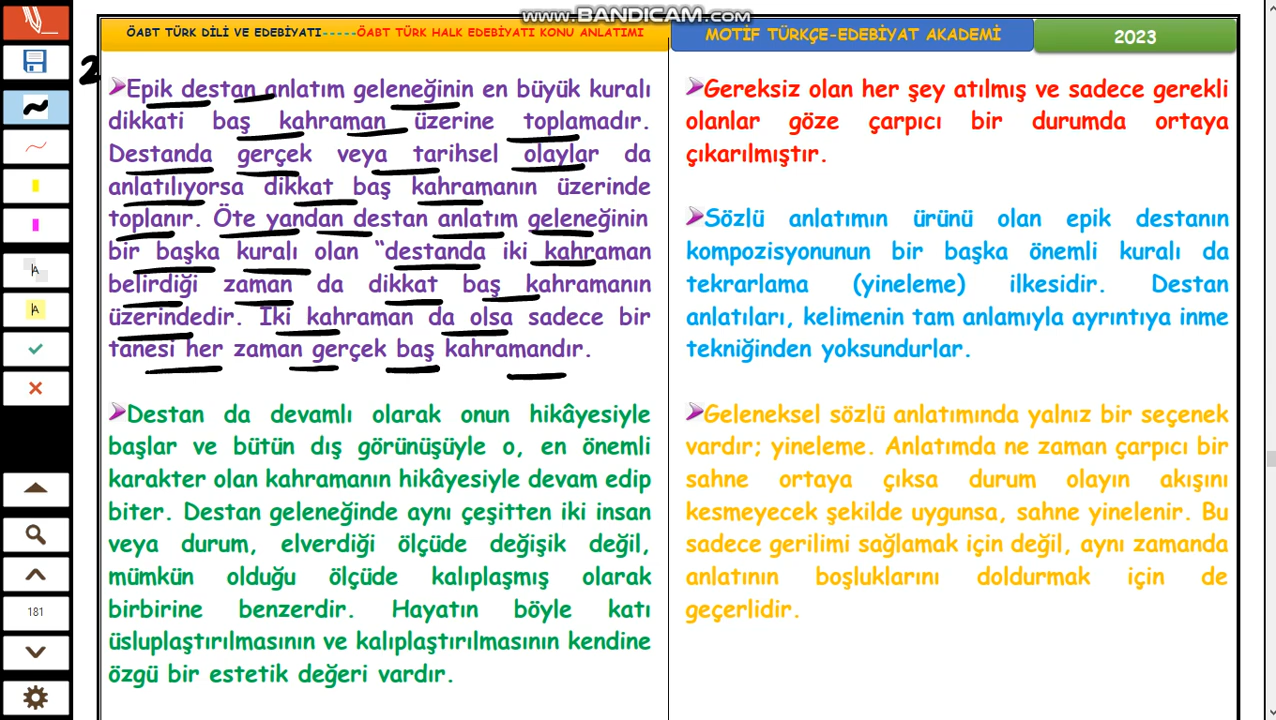 www.BANDICAM.com
ÖABT TÜRK DİLİ VE EDEBİYATI-----ÖABT TÜRK HALK EDEBİYATI KONU ANLATIMI
MOTİF TÜRKÇE-EDEBİYAT AKADEMİ
2023
2
Epik destan anlatım geleneğinin en büyük kuralı
dikkati baş kahraman üzerine toplamadır.
Destanda gerçek veya tarihsel olaylar da
anlatılıyorsa dikkat baş kahramanın üzerinde
toplanır. Öte yandan destan anlatım geleneğinin
bir başka kuralı olan “destanda iki kahraman
belirdiği zaman da dikkat baş kahramanın
üzerindedir. İki kahraman da olsa sadece bir
tanesi her zaman gerçek baş kahramandır.
Destan da devamlı olarak onun hikâyesiyle
başlar ve bütün dış görünüşüyle o, en önemli
karakter olan kahramanın hikâyesiyle devam edip
biter. Destan geleneğinde aynı çeşitten iki insan
veya durum, elverdiği ölçüde değişik değil,
mümkün olduğu ölçüde kalıplaşmış olarak
birbirine benzerdir. Hayatın böyle katı
üsluplaştırılmasının ve kalıplaştırılmasının kendine
özgü bir estetik değeri vardır.
Gereksiz olan her şey atılmış ve sadece gerekli
olanlar göze çarpıcı bir durumda ortaya
çıkarılmıştır.
Sözlü anlatımın ürünü olan epik destanın
kompozisyonunun bir başka önemli kuralı da
tekrarlama (yineleme) ilkesidir. Destan
anlatıları, kelimenin tam anlamıyla ayrıntıya inme
tekniğinden yoksundurlar.
Geleneksel sözlü anlatımında yalnız bir seçenek
vardır; yineleme. Anlatımda ne zaman çarpıcı bir
sahne ortaya çıksa durum olayın akışını
kesmeyecek şekilde uygunsa, sahne yinelenir. Bu
sadece gerilimi sağlamak için değil, aynı zamanda
anlatının boşluklarını doldurmak için de
geçerlidir.
A
A
181